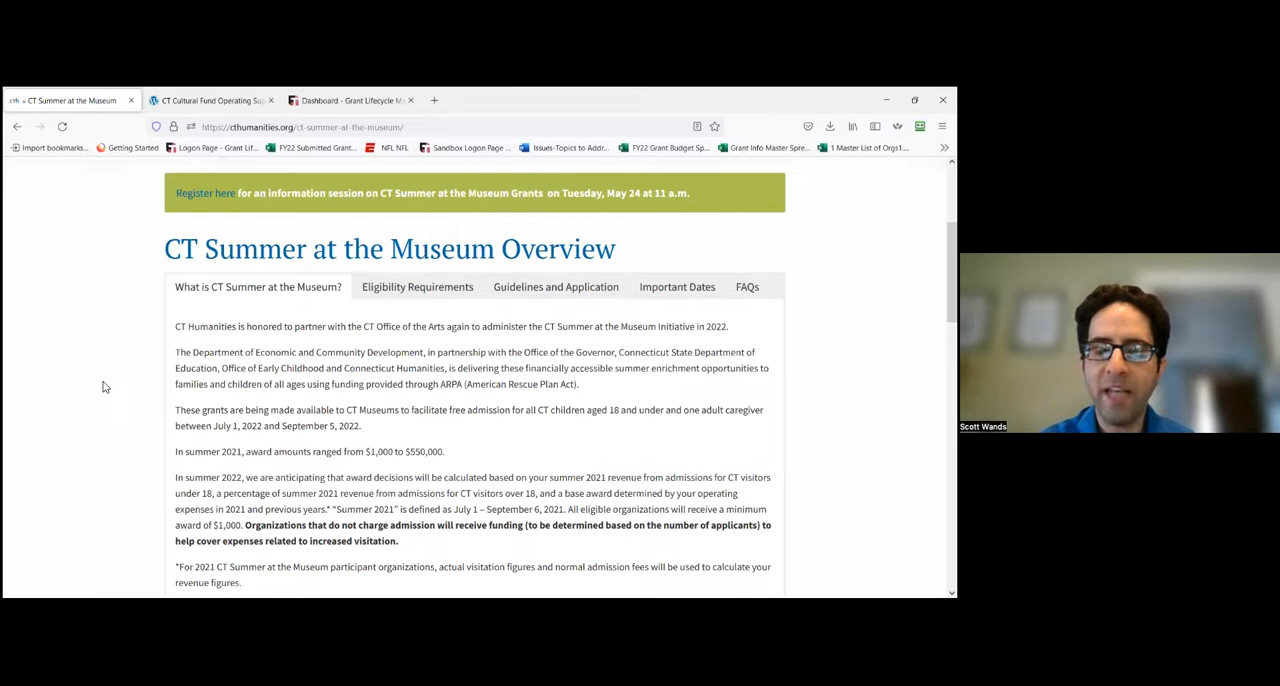 cth » CT Summer at the Museum
CT Cultural Fund Operating Su
Dashboard - Grant Lifecycle M
https://cthumanities.org/ct-summer-at-the-museum/
Import bookmarks... Getting Started Logon Page - Grant Lif... FY22 Submitted Grant... NFL NFL Sandbox Logon Page ... Issues-Topics to Addr... FY22 Grant Budget Sp... Grant Info Master Spre... 1 Master List of Orgs1....
Register here for an information session on CT Summer at the Museum Grants on Tuesday, May 24 at 11 a.m.
CT Summer at the Museum Overview
What is CT Summer at the Museum? Eligibility Requirements Guidelines and Application Important Dates FAQs
CT Humanities is honored to partner with the CT Office of the Arts again to administer the CT Summer at the Museum Initiative in 2022.
The Department of Economic and Community Development, in partnership with the Office of the Governor, Connecticut State Department of
Education, Office of Early Childhood and Connecticut Humanities, is delivering these financially accessible summer enrichment opportunities to
families and children of all ages using funding provided through ARPA (American Rescue Plan Act).
These grants are being made available to CT Museums to facilitate free admission for all CT children aged 18 and under and one adult caregiver
between July 1, 2022 and September 5, 2022.
In summer 2021, award amounts ranged from $1,000 to $550,000.
In summer 2022, we are anticipating that award decisions will be calculated based on your summer 2021 revenue from admissions for CT visitors
under 18, a percentage of summer 2021 revenue from admissions for CT visitors over 18, and a base award determined by your operating
expenses in 2021 and previous years.* "Summer 2021" is defined as July 1 – September 6, 2021. All eligible organizations will receive a minimum
award of $1,000. Organizations that do not charge admission will receive funding (to be determined based on the number of applicants) to
help cover expenses related to increased visitation.
*For 2021 CT Summer at the Museum participant organizations, actual visitation figures and normal admission fees will be used to calculate your
revenue figures.
Scott Wands